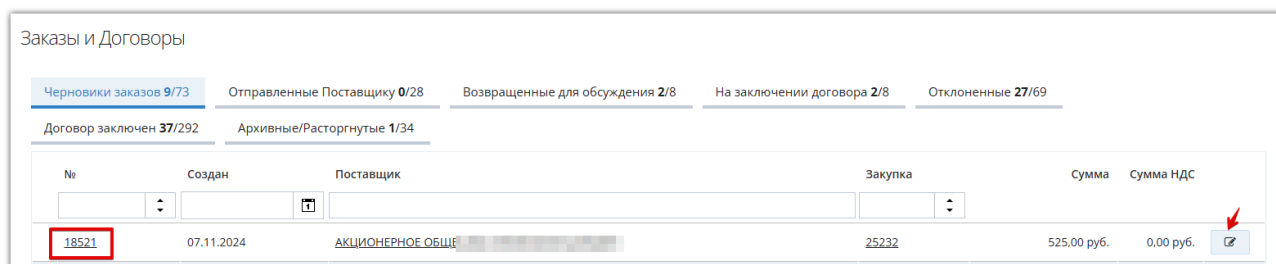 Заказы и Договоры
Черновики заказов 9/73 Отправленные Поставщику 0/28 Возвращенные для обсуждения 2/8 На заключении договора 2/8 Отклоненные 27/69
Договор заключен 37/292 Архивные/Расторгнутые 1/34
№ Создан Поставщик Закупка Сумма Сумма НДС
1
18521 07.11.2024 АКЦИОНЕРНОЕ 25232 525,00 руб. 0,00 руб.